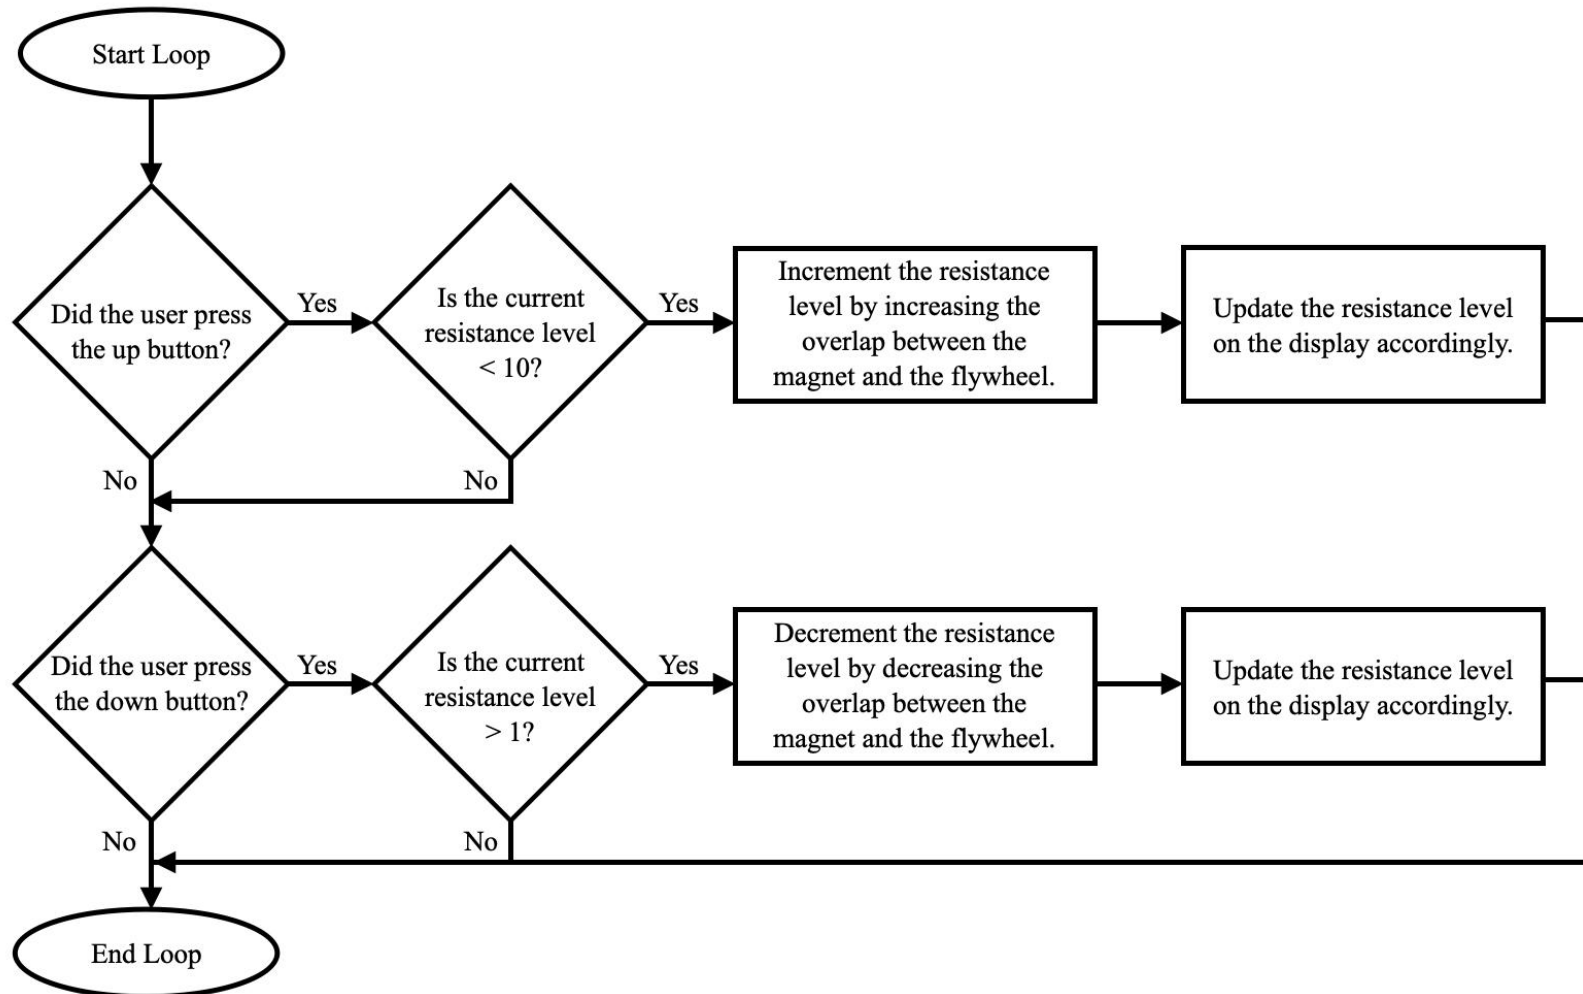 Start Loop
Did the user press
the up button?
Yes
No
Is the current
resistance level
< 10?
Yes
No
Increment the resistance
level by increasing the
overlap between the
magnet and the flywheel.
Update the resistance level
on the display accordingly.
Did the user press
the down button?
Yes
No
Is the current
resistance level
> 1?
Yes
No
Decrement the resistance
level by decreasing the
overlap between the
magnet and the flywheel.
Update the resistance level
on the display accordingly.
End Loop